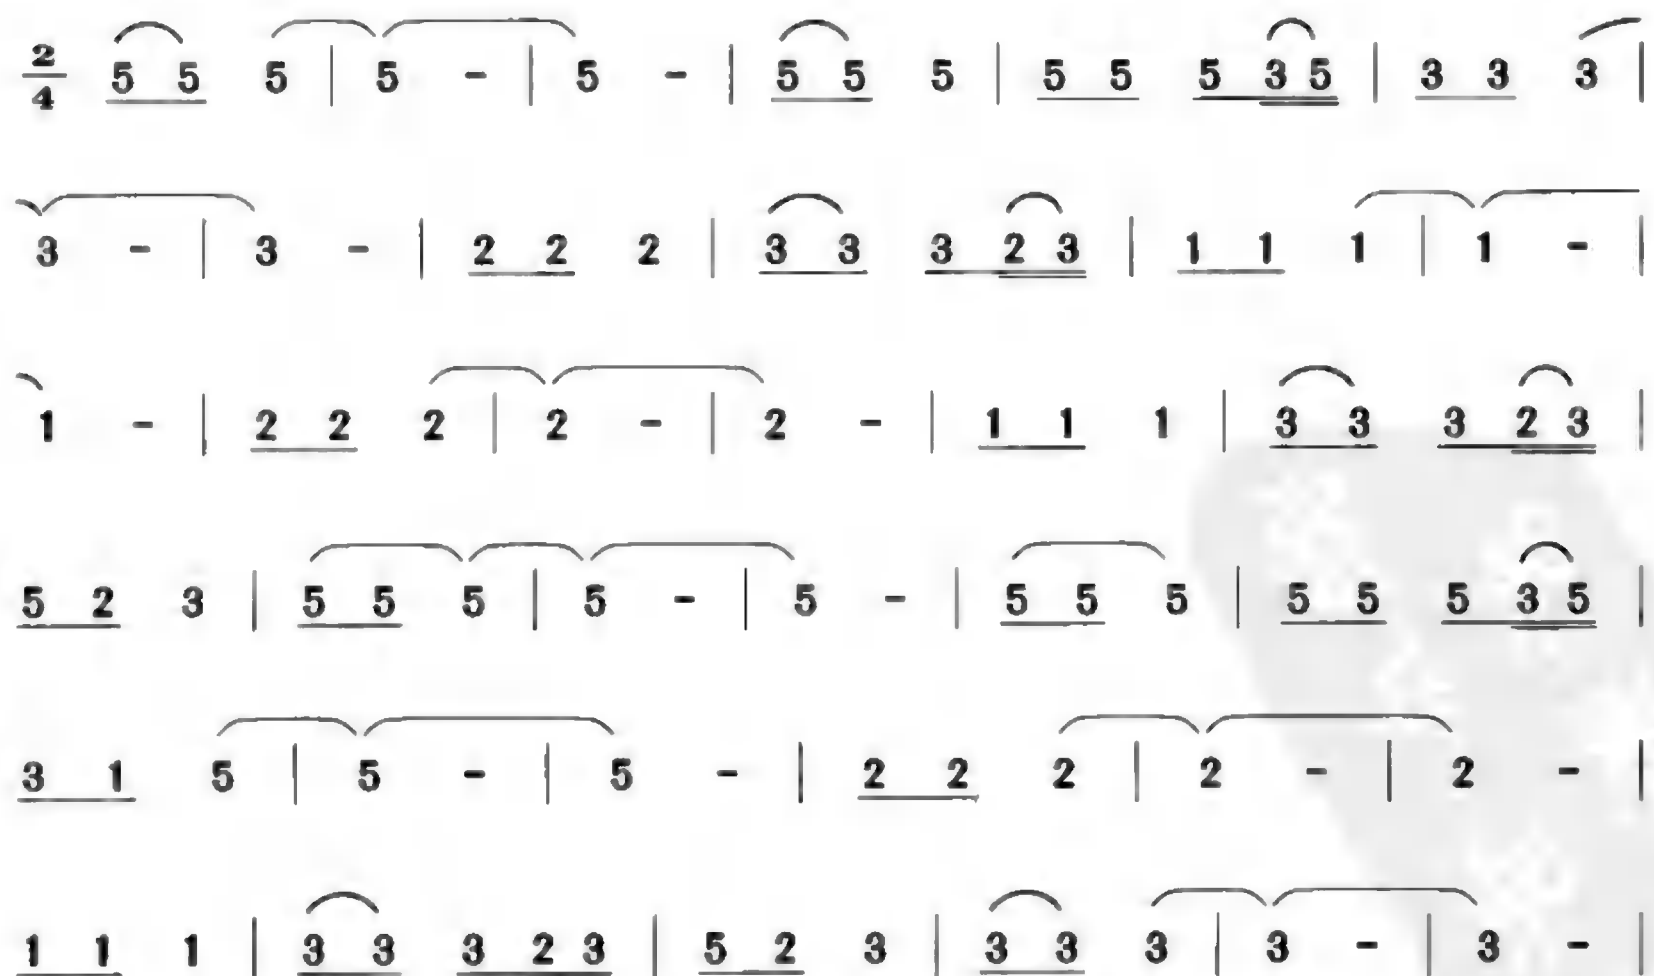 2/4 5 5 5 | 5 - | 5 - | 5 5 5 | 5 5 5 3 5 | 3 3 3 |
3 - | 3 - | 2 2 2 | 3 3 3 2 3 | 1 1 1 | 1 - |
1 - | 2 2 2 | 2 - | 2 - | 1 1 1 | 3 3 3 2 3 |
5 2 3 | 5 5 5 | 5 - | 5 - | 5 5 5 | 5 5 5 3 5 |
3 1 5 | 5 - | 5 - | 2 2 2 | 2 - | 2 - |
1 1 1 | 3 3 3 2 3 | 5 2 3 | 3 3 3 | 3 - | 3 - |